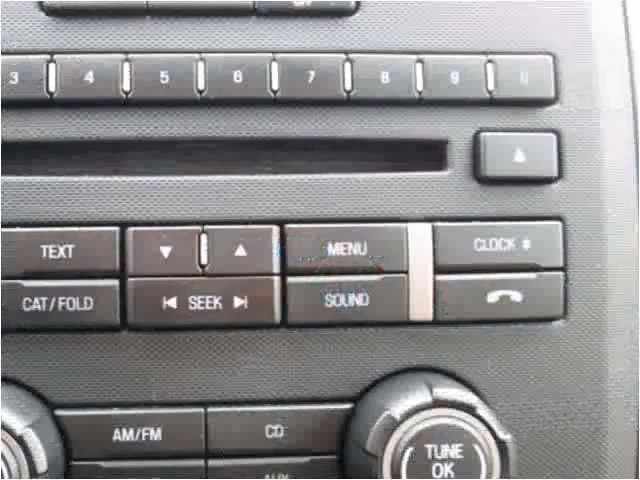 3 4 5 6 7 8 9
TEXT MENU CLOCK
CAT/FOLD SEEK SOUND
AM/FM CD
TUNE
OK